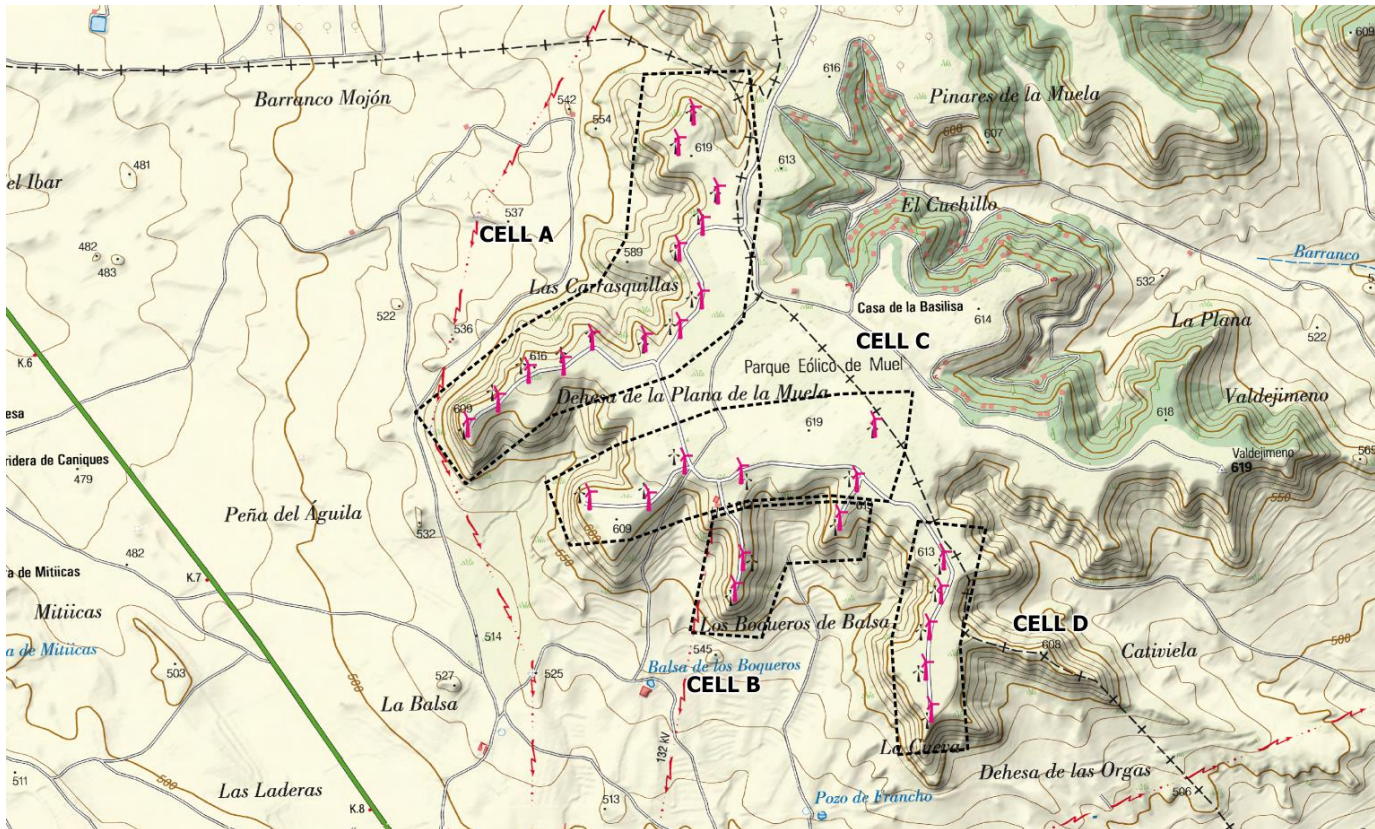 609
616
Pinares de la Muela
Barranco Mojón
542
554
600
607
619
613
481
el Ibar
El Cuchillo
537
CELL A
482
483
589
Barranco
Las Carrasquillas
532
522
Casa de la Basilisa
614
La Plana
536
522
CELL C
K.6
616
Parque Eólico de Muel
Dehesa de la Plana de la Muela
Valdejimeno
esa
609
619
618
Valdejimeno
619
565
ridera de Caniques
479
550
Peña del Águila
609
532
600
550
482
613
ra de Mitiicas
K.7
Mitiicas
Los Boqueros de Balsa
CELL D
500
514
608
Cativiela
a de Mitiicas
545
503
525
Balsa de los Boqueros
527
CELL B
La Balsa
500
132 kV
La Cueva
511
500
Las Laderas
Dehesa de las Orgas
506
513
Pozo de Francho
K.8